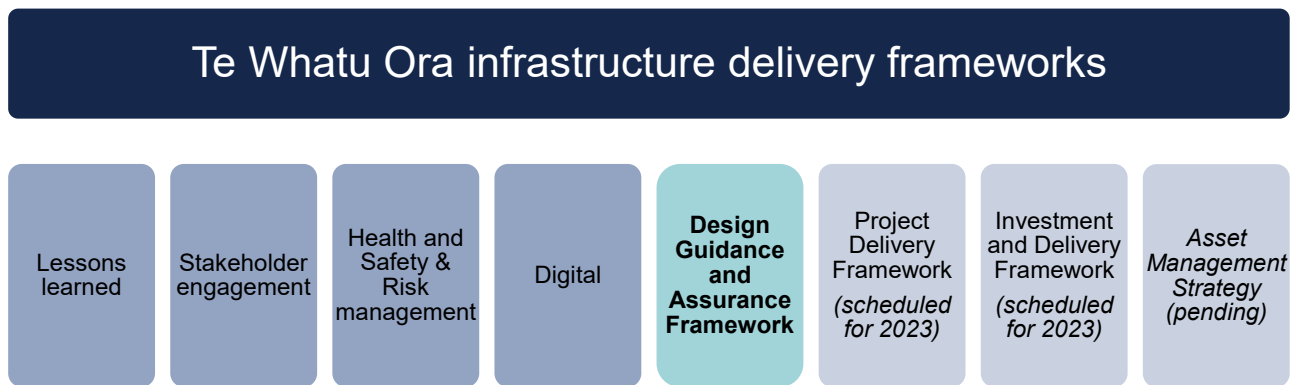 Te Whatu Ora infrastructure delivery frameworks
Lessons
learned
Stakeholder
engagement
Health and
Safety &
Risk
management
Digital
Design
Guidance
and
Assurance
Framework
Project
Delivery
Framework
(scheduled
for 2023)
Investment
and Delivery
Framework
(scheduled
for 2023)
Asset
Management
Strategy
(pending)